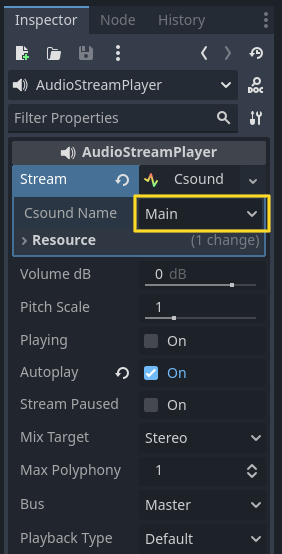 Inspector Node History
AudioStreamPlayer
DOC
Filter Properties
AudioStreamPlayer
Stream Csound
Csound Name Main
Resource (1 change)
Volume dB 0 dB
Pitch Scale 1
Playing On
Autoplay On
Stream Paused On
Mix Target Stereo
Max Polyphony 1
Bus Master
Playback Type Default